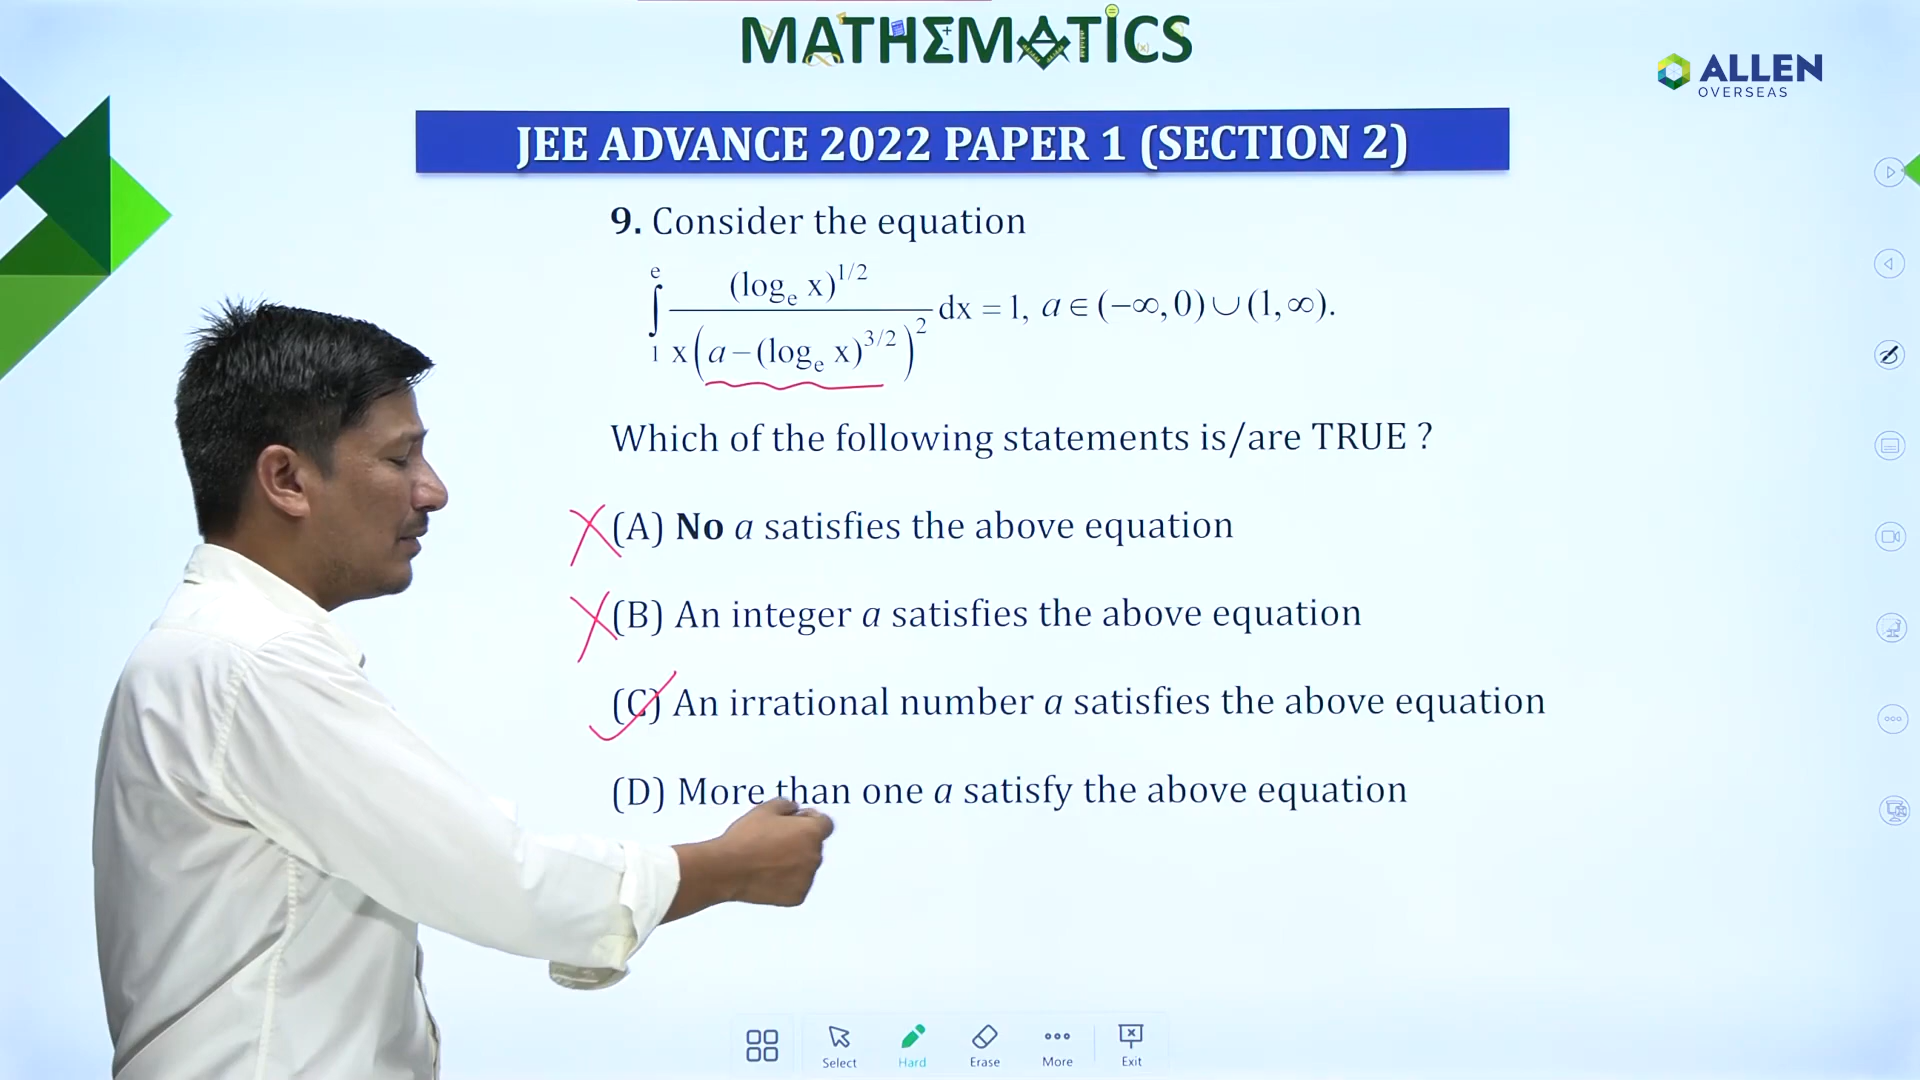 MATHΣMATICS
ALLEN
OVERSEAS
JEE ADVANCE 2022 PAPER 1 (SECTION 2)
9. Consider the equation
∫₁ᵉ (logₑ x)^{1/2} / x(a−(logₑ x)^{3/2})² dx = 1, a ∈ (−∞, 0) ∪ (1, ∞).
Which of the following statements is/are TRUE ?
(A) No a satisfies the above equation
(B) An integer a satisfies the above equation
(C) An irrational number a satisfies the above equation
(D) More than one a satisfy the above equation
Select Hard Erase More Exit